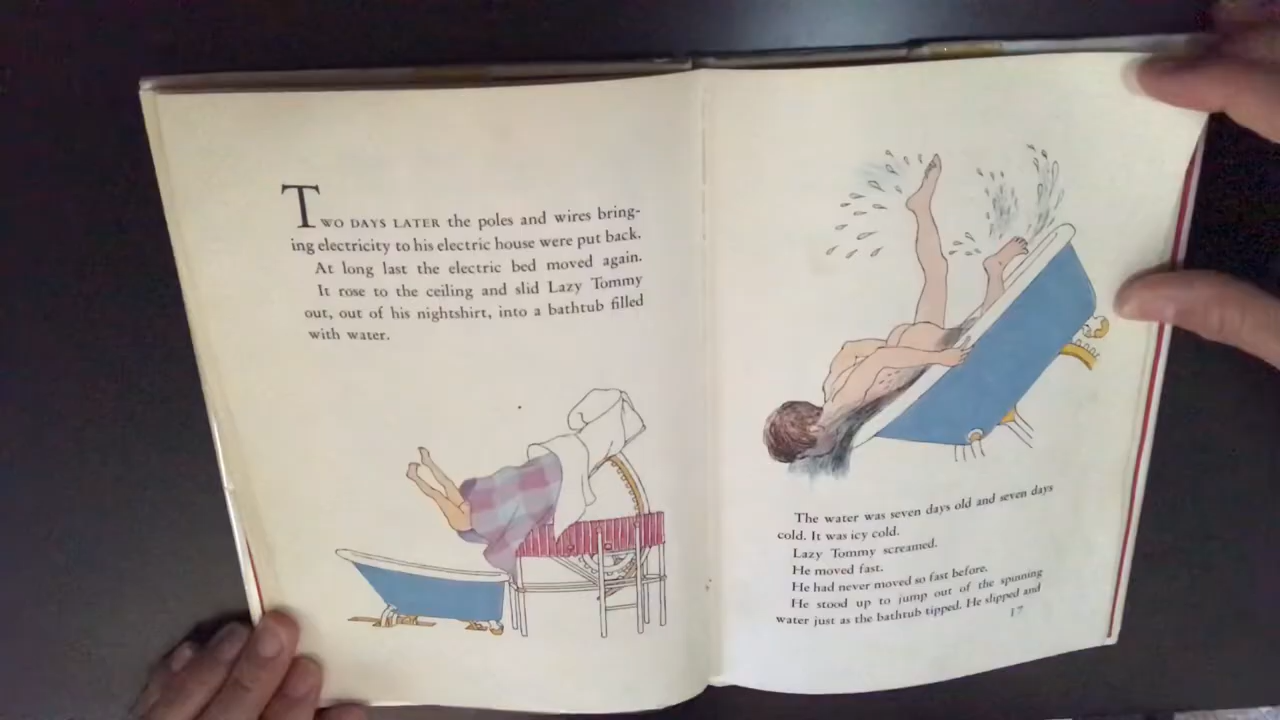 TWO DAYS LATER the poles and wires bring-
ing electricity to his electric house were put back.
At long last the electric bed moved again.
It rose to the ceiling and slid Lazy Tommy
out, out of his nightshirt, into a bathtub filled
with water.
The water was seven days old and seven days
cold. It was icy cold.
Lazy Tommy screamed.
He moved fast.
He had never moved so fast before.
He stood up to jump out of the spinning
water just as the bathtub tipped. He slipped and
17